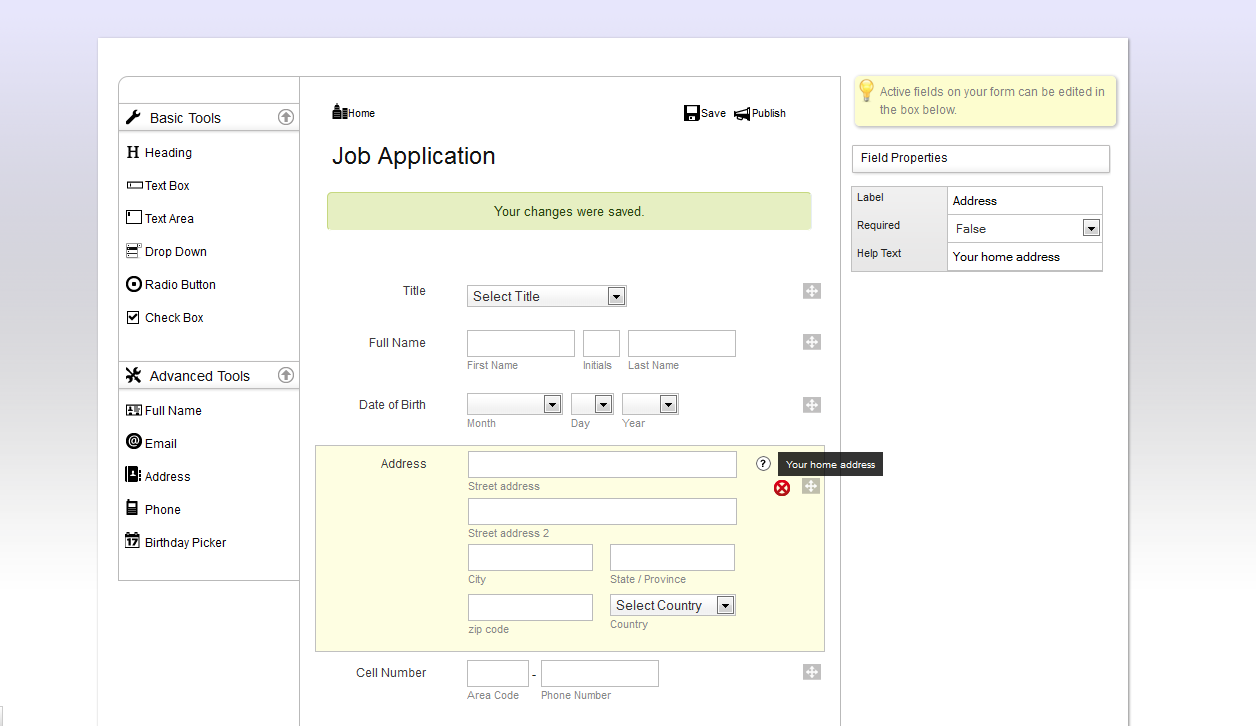 Basic Tools
Heading
Text Box
Text Area
Drop Down
Radio Button
Check Box
Advanced Tools
Full Name
@ Email
Address
Phone
17 Birthday Picker
Home
Save Publish
Job Application
Your changes were saved.
Title Select Title
Full Name
First Name Initials Last Name
Date of Birth
Month Day Year
Address ? Your home address
Street address
Street address 2
City State / Province
Select Country
zip code Country
Cell Number -
Area Code Phone Number
Active fields on your form can be edited in
the box below.
Field Properties
Label Address
Required False
Help Text Your home address